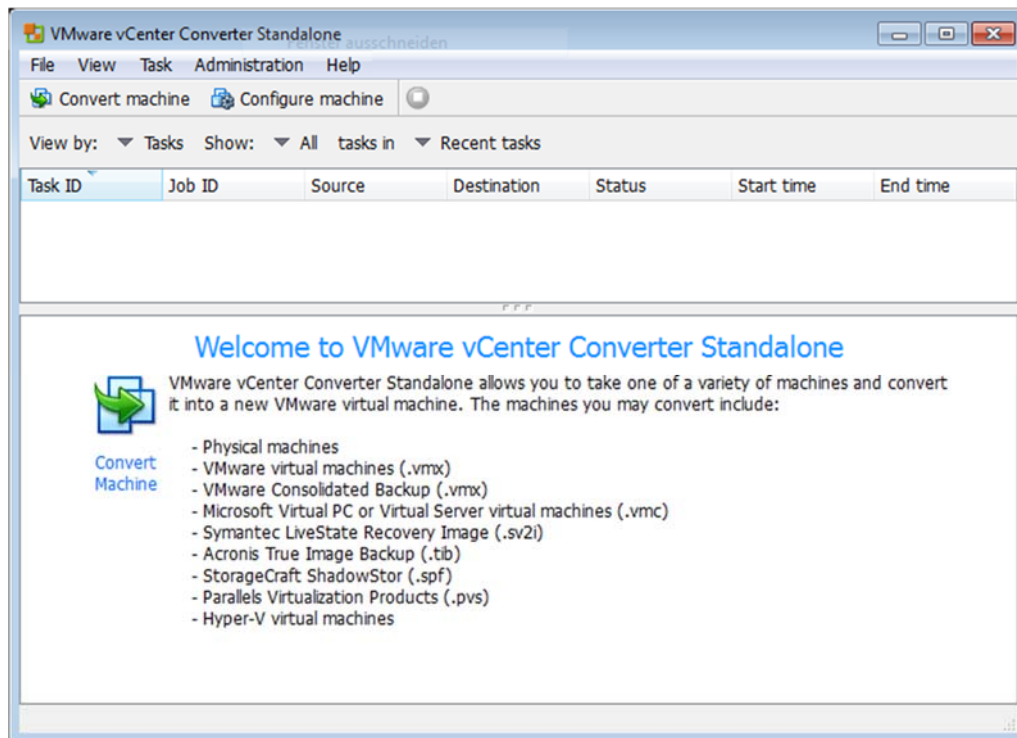 VMware vCenter Converter Standalone
Fenster ausschneiden
File View Task Administration Help
Convert machine Configure machine
View by: Tasks Show: All tasks in Recent tasks
Task ID Job ID Source Destination Status Start time End time
Welcome to VMware vCenter Converter Standalone
VMware vCenter Converter Standalone allows you to take one of a variety of machines and convert
it into a new VMware virtual machine. The machines you may convert include:
Convert
Machine
- Physical machines
- VMware virtual machines (.vmx)
- VMware Consolidated Backup (.vmx)
- Microsoft Virtual PC or Virtual Server virtual machines (.vmc)
- Symantec LiveState Recovery Image (.sv2i)
- Acronis True Image Backup (.tib)
- StorageCraft ShadowStor (.spf)
- Parallels Virtualization Products (.pvs)
- Hyper-V virtual machines